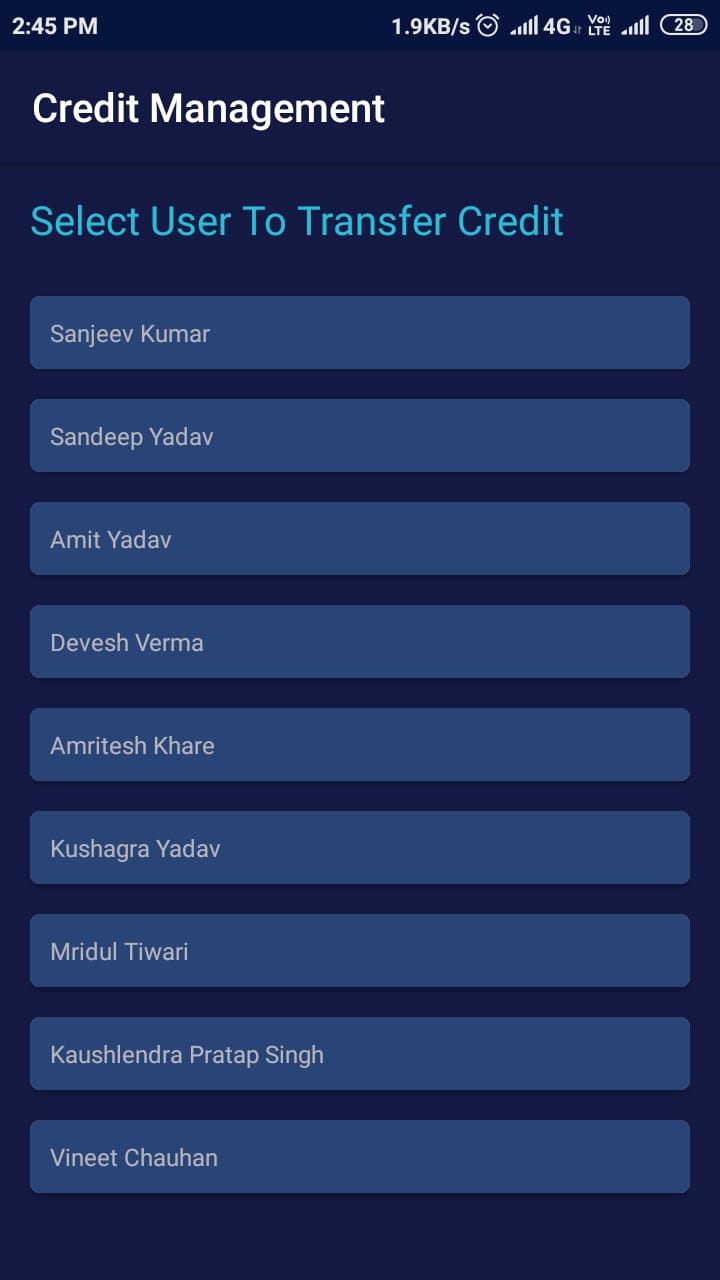 2:45 PM
1.9KB/s 4G Vo) LTE 28
Credit Management
Select User To Transfer Credit
Sanjeev Kumar
Sandeep Yadav
Amit Yadav
Devesh Verma
Amritesh Khare
Kushagra Yadav
Mridul Tiwari
Kaushlendra Pratap Singh
Vineet Chauhan